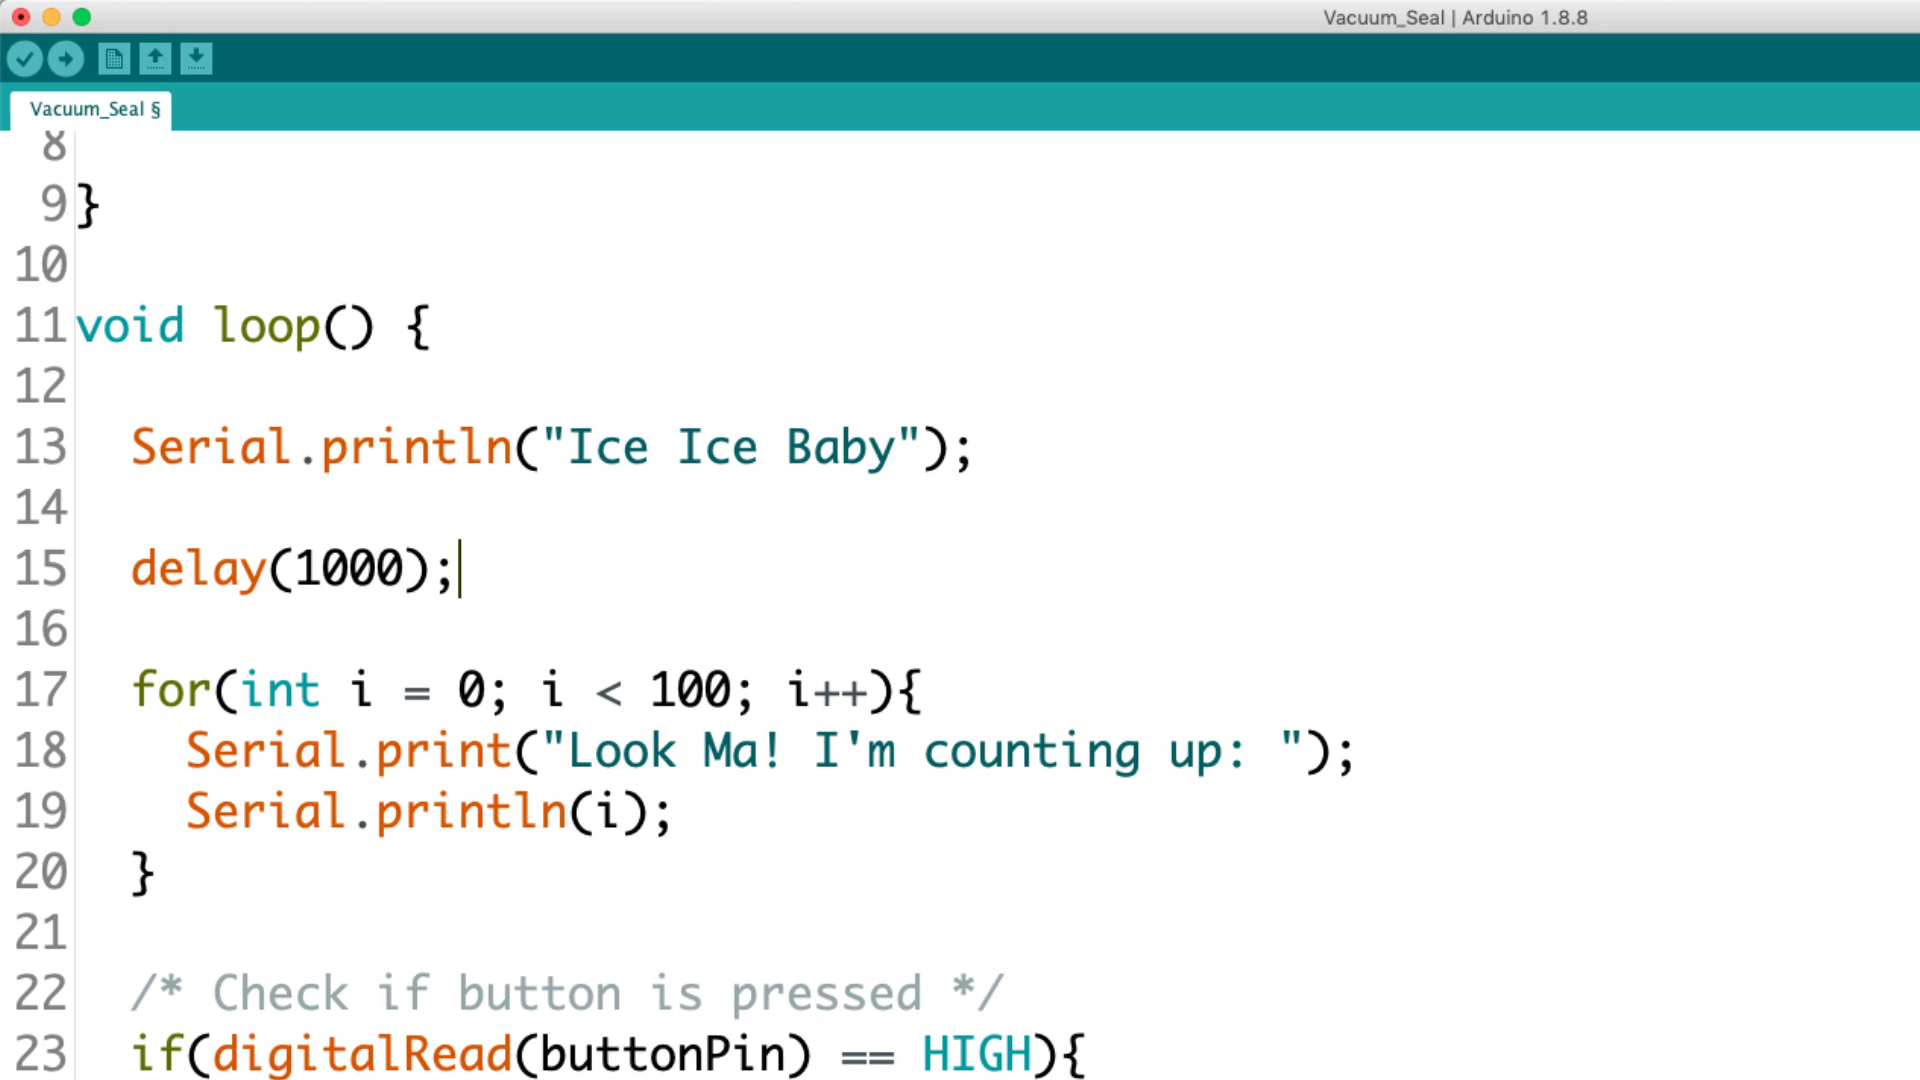 Vacuum_Seal | Arduino 1.8.8
Vacuum_Seal §
8
9 }
10
11 void loop() {
12
13 Serial.println("Ice Ice Baby");
14
15 delay(1000);
16
17 for(int i = 0; i < 100; i++){
18 Serial.print("Look Ma! I'm counting up: ");
19 Serial.println(i);
20 }
21
22 /* Check if button is pressed */
23 if(digitalRead(buttonPin) == HIGH){